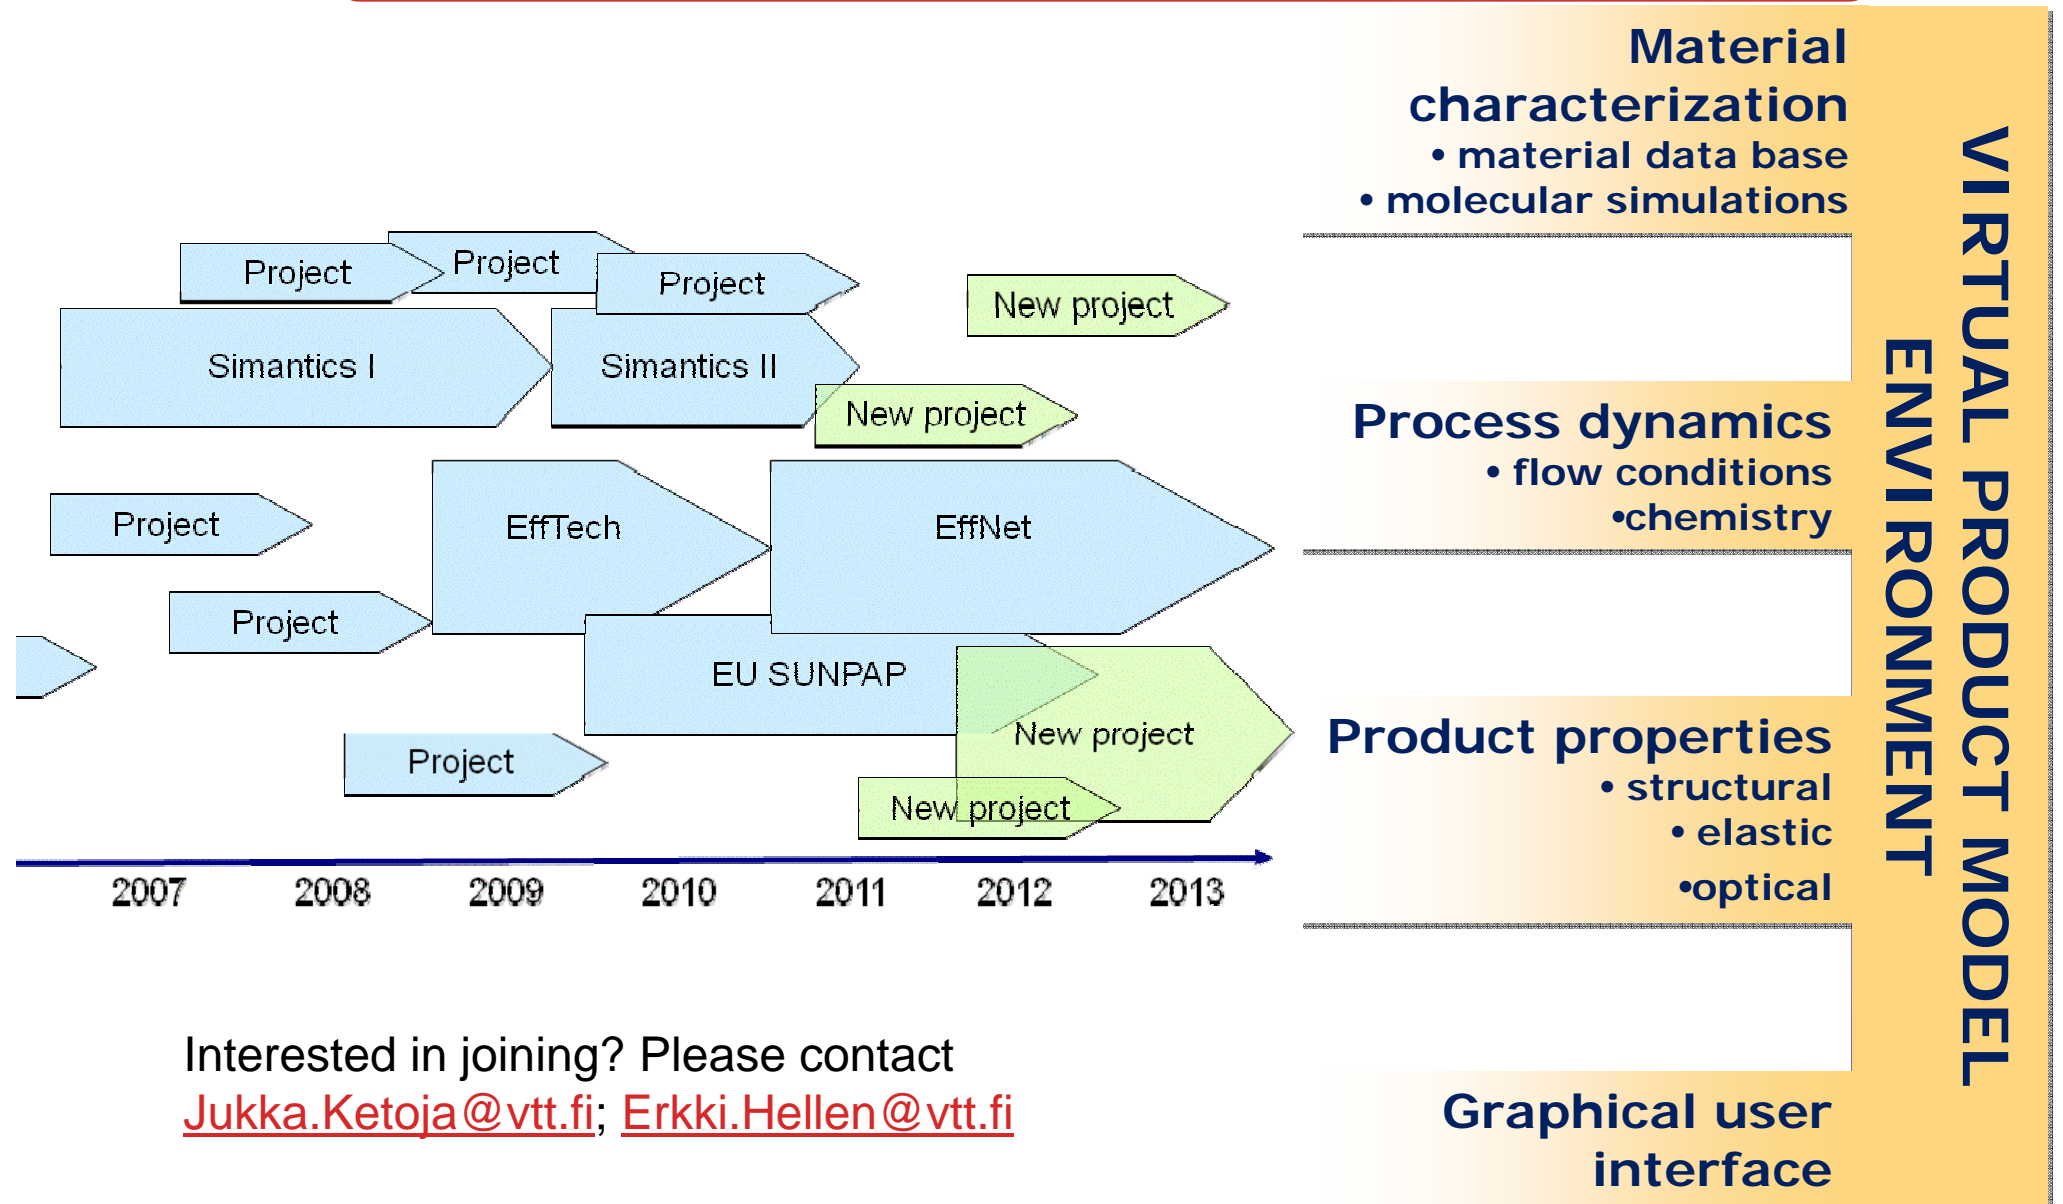 Material
characterization
• material data base
• molecular simulations
Project
Project
Project
New project
Simantics I
Simantics II
New project
Process dynamics
• flow conditions
•chemistry
Project
EffTech
EffNet
Project
EU SUNPAP
New project
Project
New project
Product properties
• structural
• elastic
•optical
2007 2008 2009 2010 2011 2012 2013
Interested in joining? Please contact
Jukka.Ketoja@vtt.fi; Erkki.Hellen@vtt.fi
Graphical user
interface
VIRTUAL PRODUCT MODEL
ENVIRONMENT